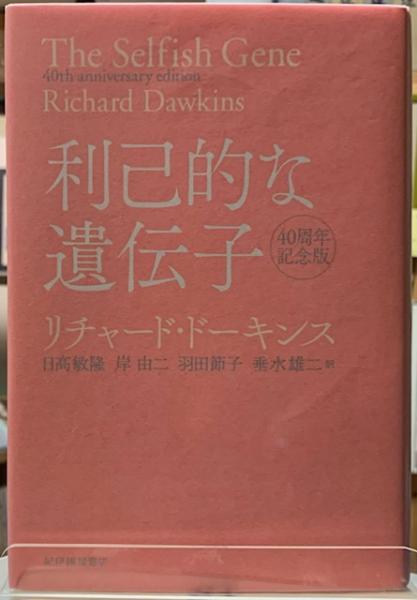 The Selfish Gene
40th anniversary edition
Richard Dawkins
利己的な
遺伝子
40周年
記念版
リチャード・ドーキンス
日髙敏隆 岸 由二 羽田節子 垂水雄二 訳
紀伊國屋書店